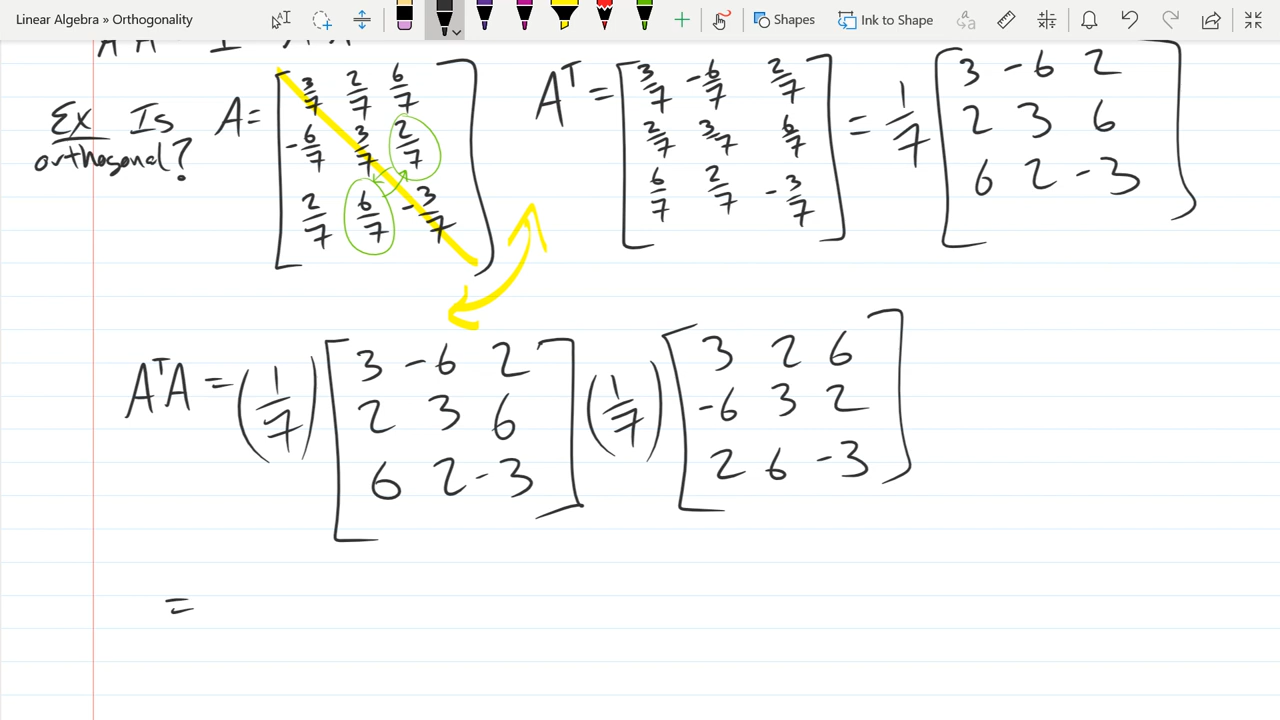 Linear Algebra » Orthogonality
Shapes
Ink to Shape
Ex Is A = [3/7 2/7 6/7
-6/7 3/7 2/7
2/7 6/7 -3/7]
orthogonal?
Aᵀ = [3/7 -6/7 2/7
2/7 3/7 6/7
6/7 2/7 -3/7]
= 1/7 [3 -6 2
2 3 6
6 2 -3]
AᵀA = (1/7) [3 -6 2
2 3 6
6 2 -3]
(1/7) [3 2 6
-6 3 2
2 6 -3]
=